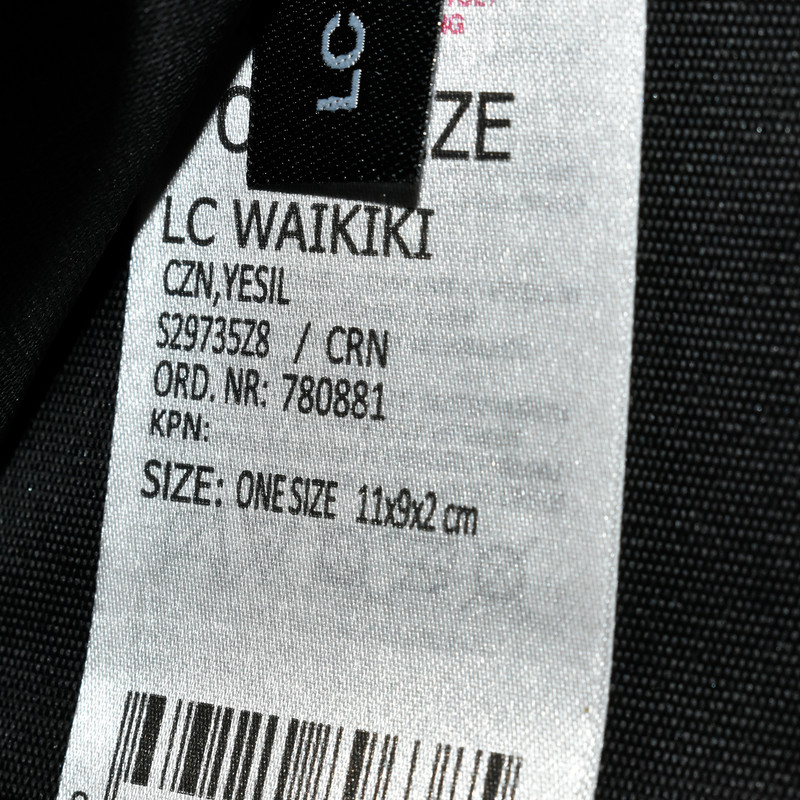 LC
ZE
LC WAIKIKI
CZN,YESIL
S29735Z8 / CRN
ORD. NR: 780881
KPN:
SIZE: ONE SIZE 11x9x2 cm